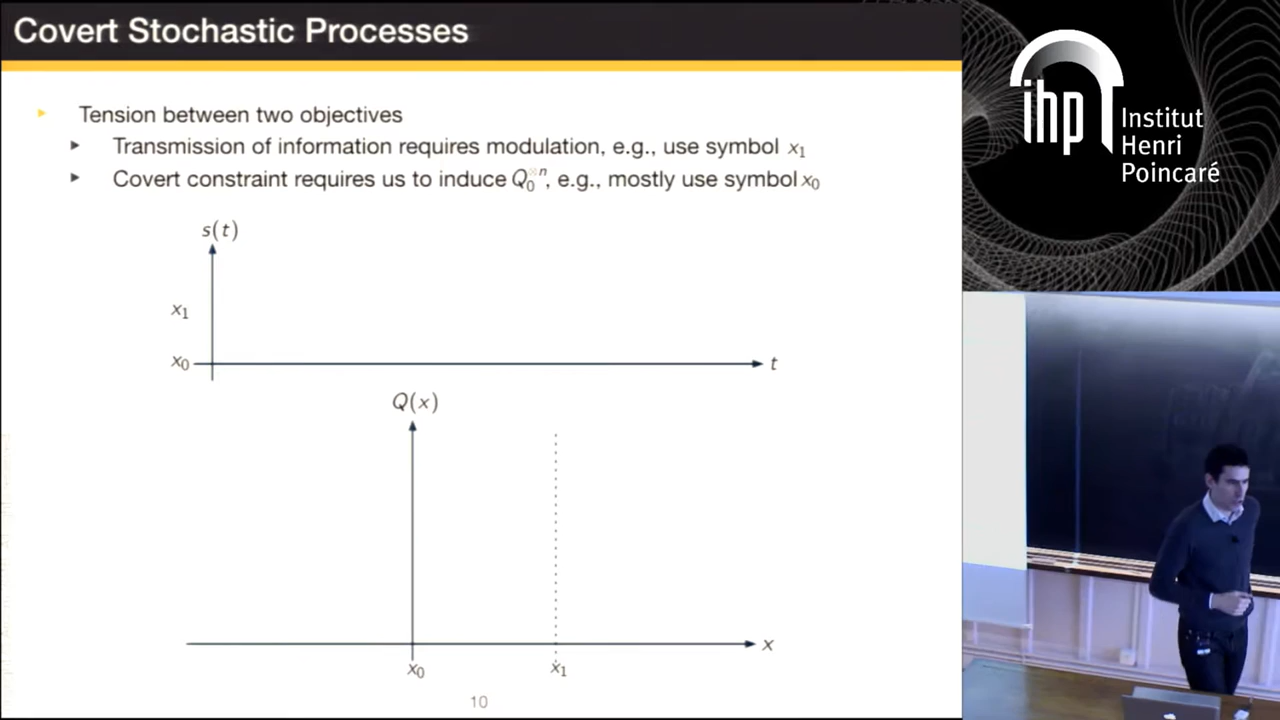 Covert Stochastic Processes
Tension between two objectives
Transmission of information requires modulation, e.g., use symbol x₁
Covert constraint requires us to induce Q₀^⊗n, e.g., mostly use symbol x₀
s(t)
x₁
x₀
t
Q(x)
x
x₀
x₁
10
ihp
Institut
Henri
Poincaré